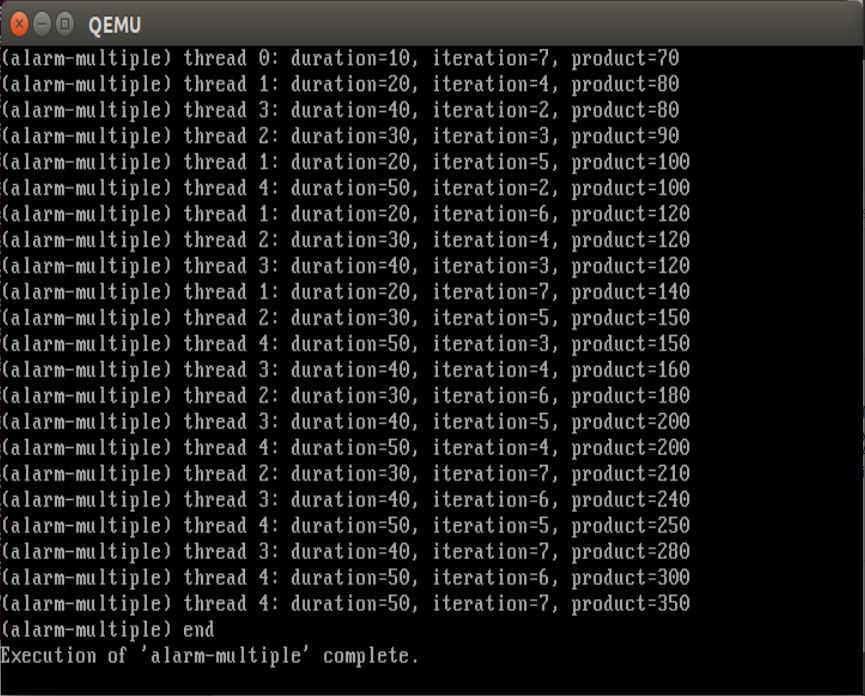 QEMU
(alarm-multiple) thread 0: duration=10, iteration=7, product=70
(alarm-multiple) thread 1: duration=20, iteration=4, product=80
(alarm-multiple) thread 3: duration=40, iteration=2, product=80
(alarm-multiple) thread 2: duration=30, iteration=3, product=90
(alarm-multiple) thread 1: duration=20, iteration=5, product=100
(alarm-multiple) thread 4: duration=50, iteration=2, product=100
(alarm-multiple) thread 1: duration=20, iteration=6, product=120
(alarm-multiple) thread 2: duration=30, iteration=4, product=120
(alarm-multiple) thread 3: duration=40, iteration=3, product=120
(alarm-multiple) thread 1: duration=20, iteration=7, product=140
(alarm-multiple) thread 2: duration=30, iteration=5, product=150
(alarm-multiple) thread 4: duration=50, iteration=3, product=150
(alarm-multiple) thread 3: duration=40, iteration=4, product=160
(alarm-multiple) thread 2: duration=30, iteration=6, product=180
(alarm-multiple) thread 3: duration=40, iteration=5, product=200
(alarm-multiple) thread 4: duration=50, iteration=4, product=200
(alarm-multiple) thread 2: duration=30, iteration=7, product=210
(alarm-multiple) thread 3: duration=40, iteration=6, product=240
(alarm-multiple) thread 4: duration=50, iteration=5, product=250
(alarm-multiple) thread 3: duration=40, iteration=7, product=280
(alarm-multiple) thread 4: duration=50, iteration=6, product=300
(alarm-multiple) thread 4: duration=50, iteration=7, product=350
(alarm-multiple) end
Execution of 'alarm-multiple' complete.